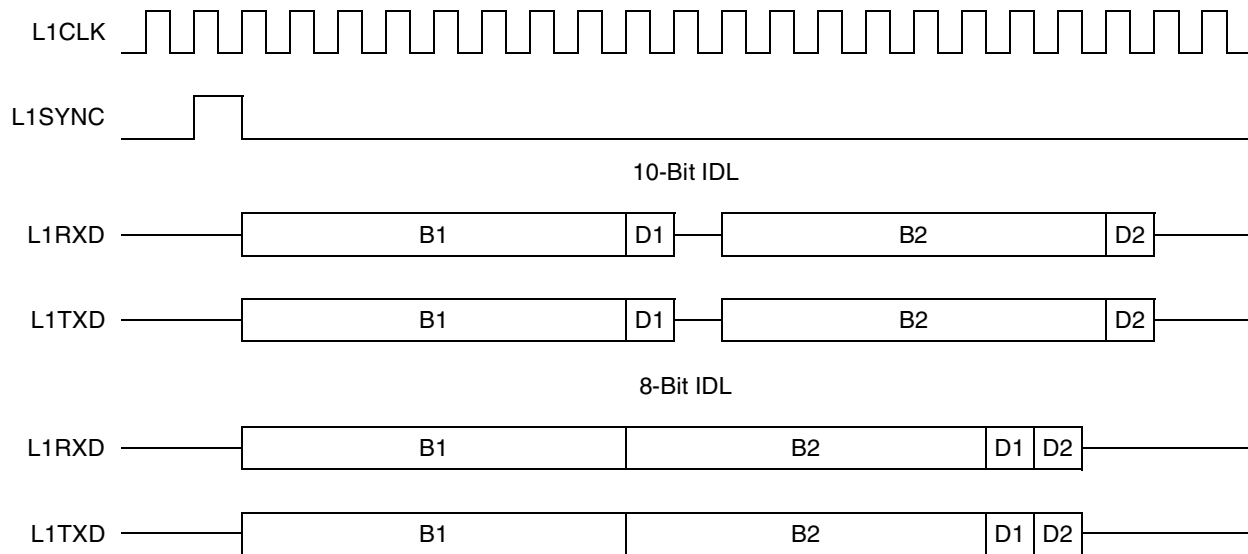 L1CLK
L1SYNC
10-Bit IDL
L1RXD B1 D1 B2 D2
L1TXD B1 D1 B2 D2
8-Bit IDL
L1RXD B1 B2 D1 D2
L1TXD B1 B2 D1 D2